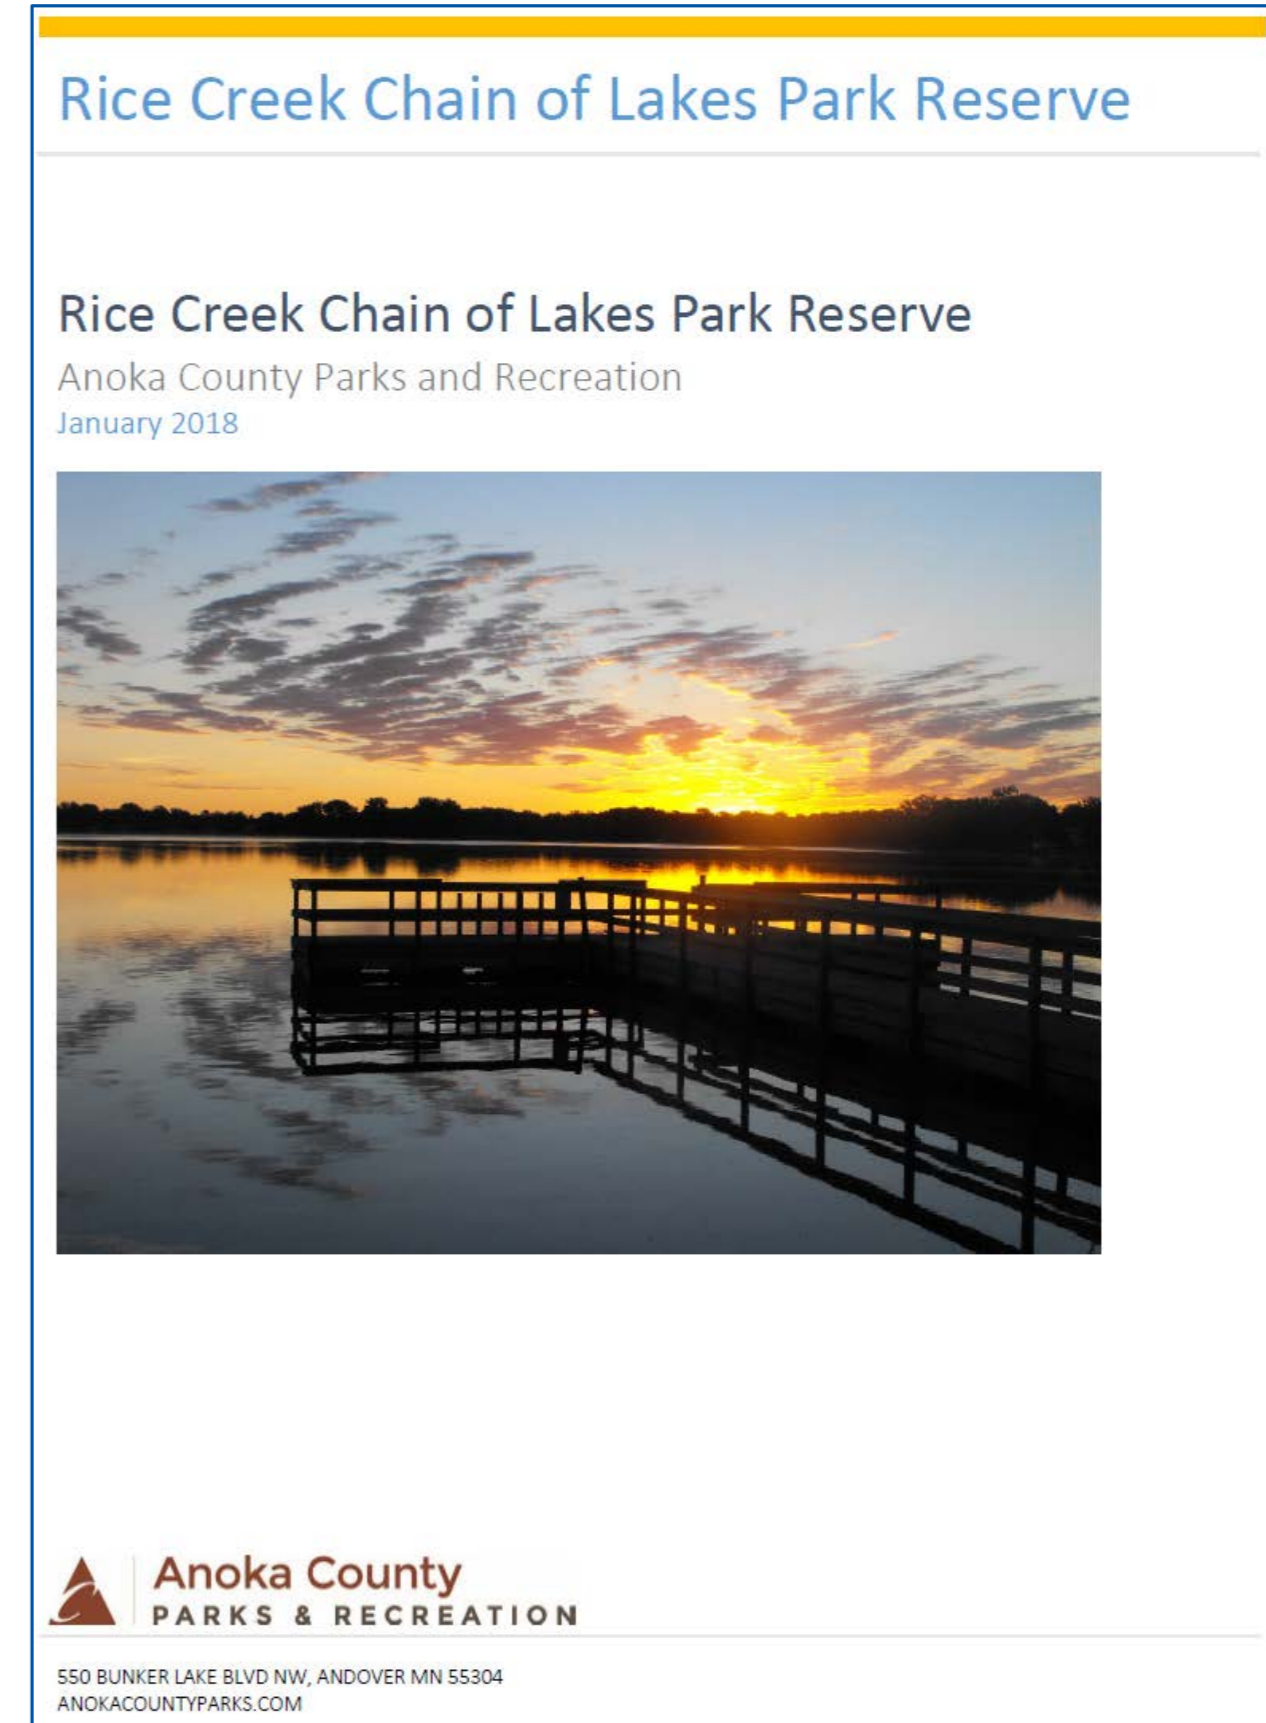 Rice Creek Chain of Lakes Park Reserve
Rice Creek Chain of Lakes Park Reserve
Anoka County Parks and Recreation
January 2018
Anoka County
PARKS & RECREATION
550 BUNKER LAKE BLVD NW, ANDOVER MN 55304
ANOKACOUNTYPARKS.COM